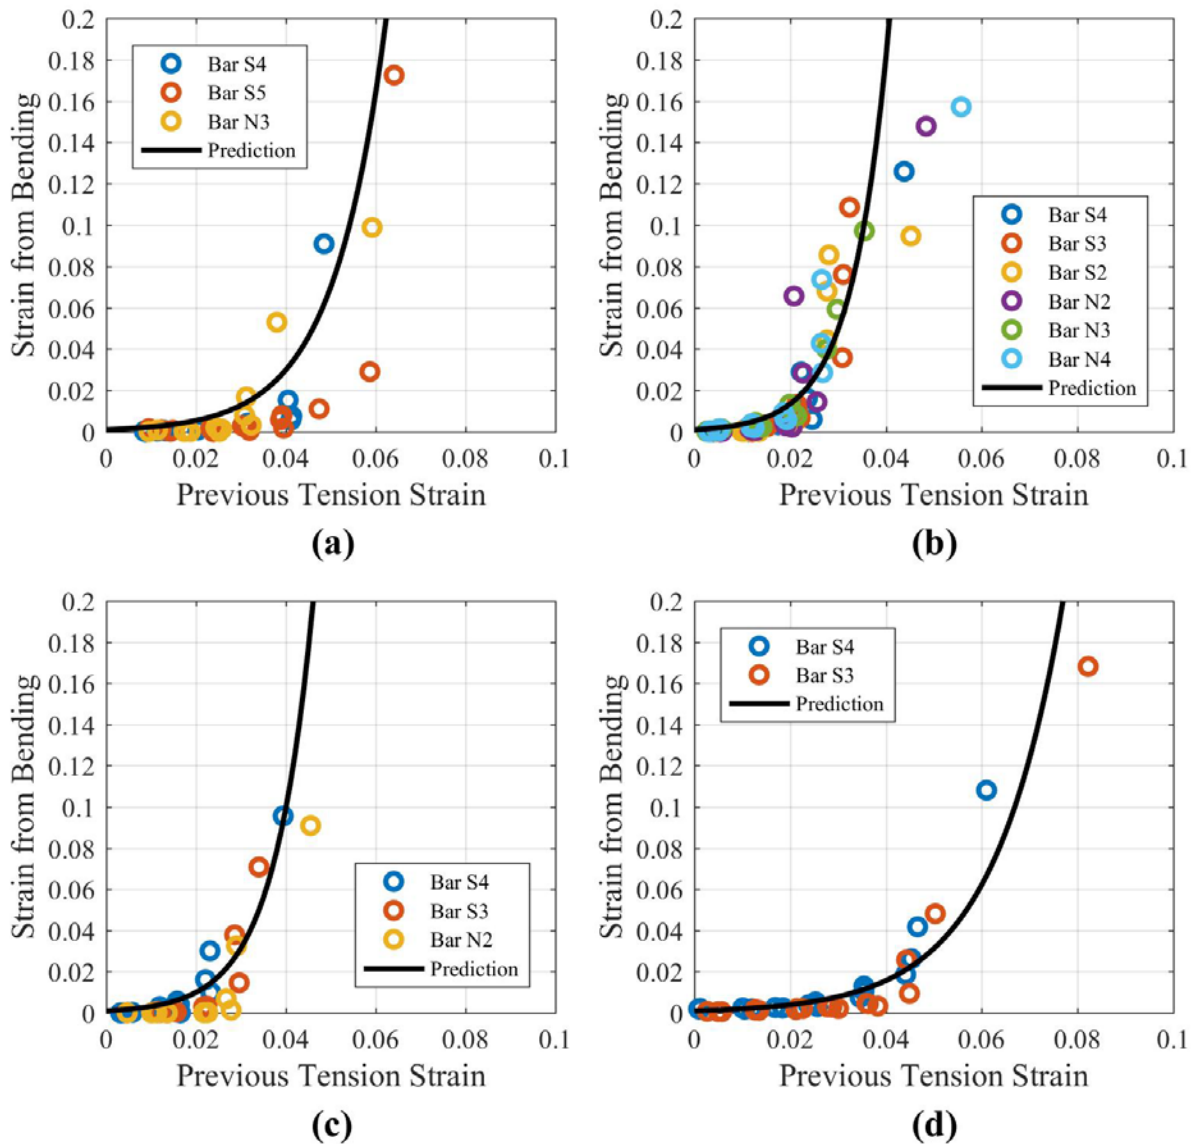 0.2
0.18
0.16
0.14
0.12
0.1
0.08
0.06
0.04
0.02
0
Strain from Bending
Bar S4
Bar S5
Bar N3
Prediction
0 0.02 0.04 0.06 0.08 0.1
Previous Tension Strain
(a)
0.2
0.18
0.16
0.14
0.12
0.1
0.08
0.06
0.04
0.02
0
Strain from Bending
Bar S4
Bar S3
Bar S2
Bar N2
Bar N3
Bar N4
Prediction
0 0.02 0.04 0.06 0.08 0.1
Previous Tension Strain
(b)
0.2
0.18
0.16
0.14
0.12
0.1
0.08
0.06
0.04
0.02
0
Strain from Bending
Bar S4
Bar S3
Bar N2
Prediction
0 0.02 0.04 0.06 0.08 0.1
Previous Tension Strain
(c)
0.2
0.18
0.16
0.14
0.12
0.1
0.08
0.06
0.04
0.02
0
Strain from Bending
Bar S4
Bar S3
Prediction
0 0.02 0.04 0.06 0.08 0.1
Previous Tension Strain
(d)